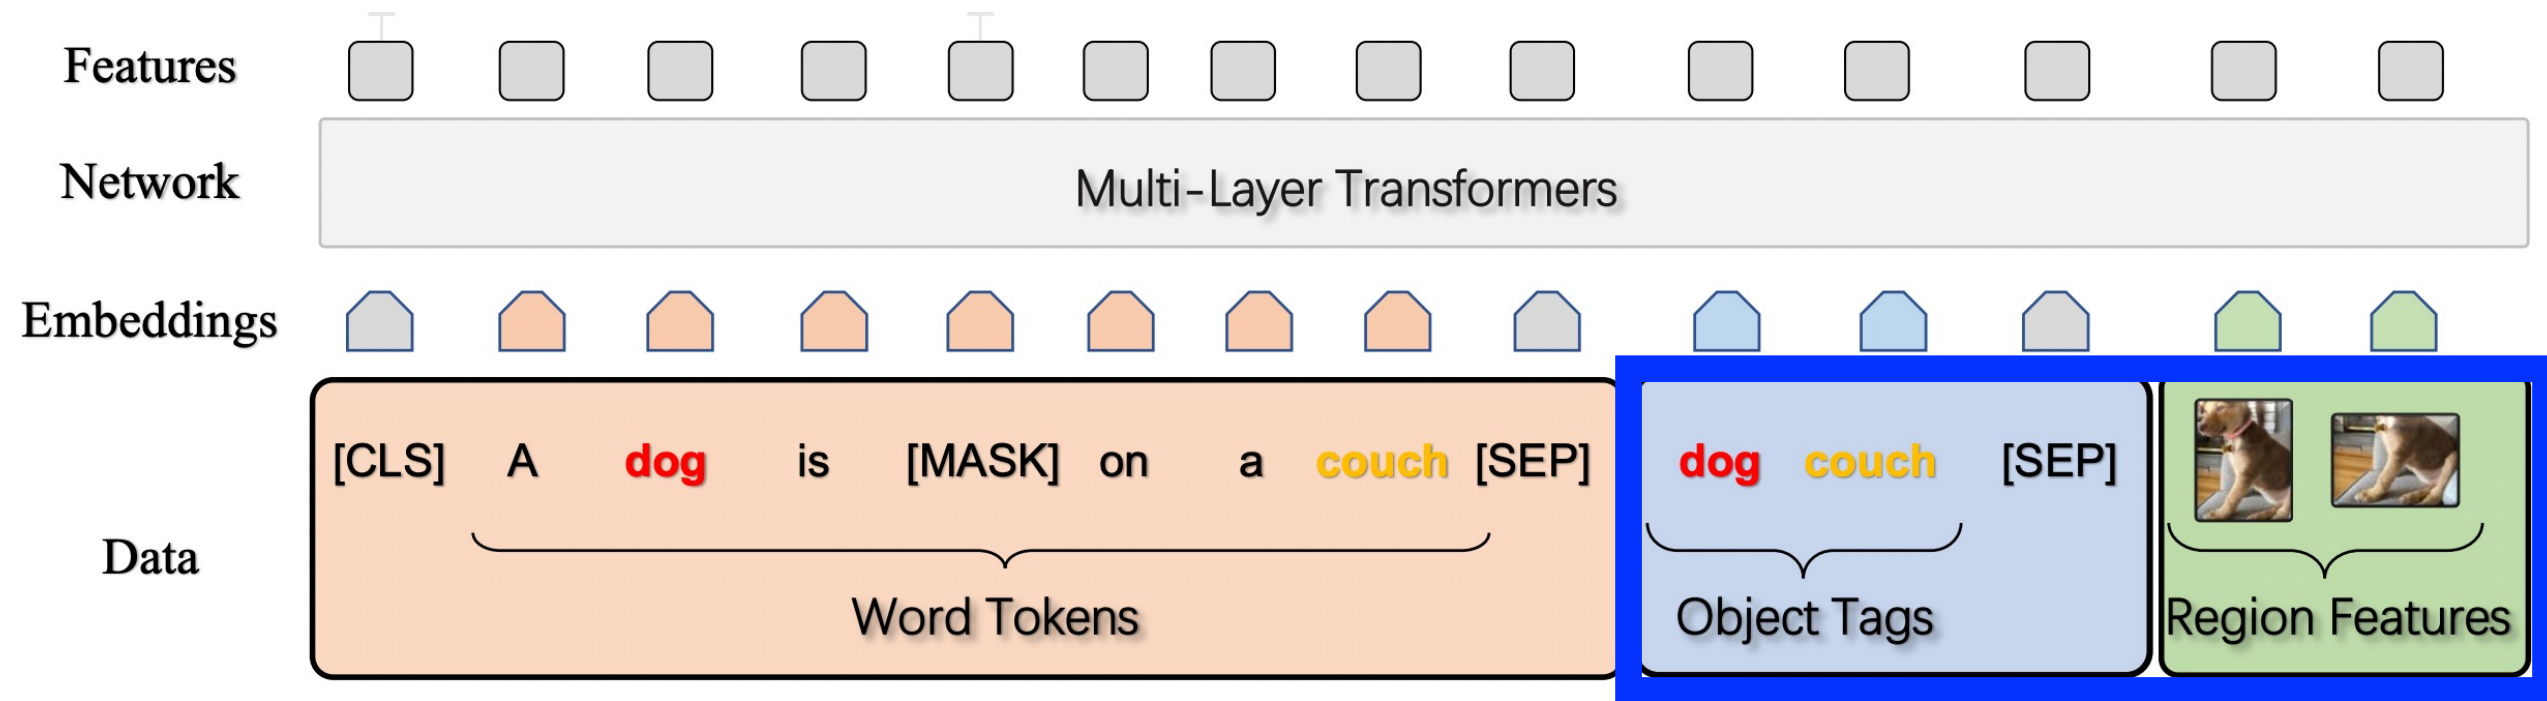 Features
Network
Multi-Layer Transformers
Embeddings
[CLS] A dog is [MASK] on a couch [SEP] dog couch [SEP]
Data
Word Tokens Object Tags Region Features